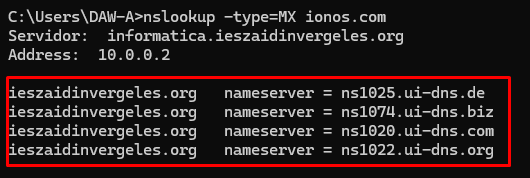 C:\Users\DAW-A>nslookup -type=MX ionos.com
Servidor:  informatica.ieszaidinvergeles.org
Address:  10.0.0.2
ieszaidinvergeles.org   nameserver = ns1025.ui-dns.de
ieszaidinvergeles.org   nameserver = ns1074.ui-dns.biz
ieszaidinvergeles.org   nameserver = ns1020.ui-dns.com
ieszaidinvergeles.org   nameserver = ns1022.ui-dns.org